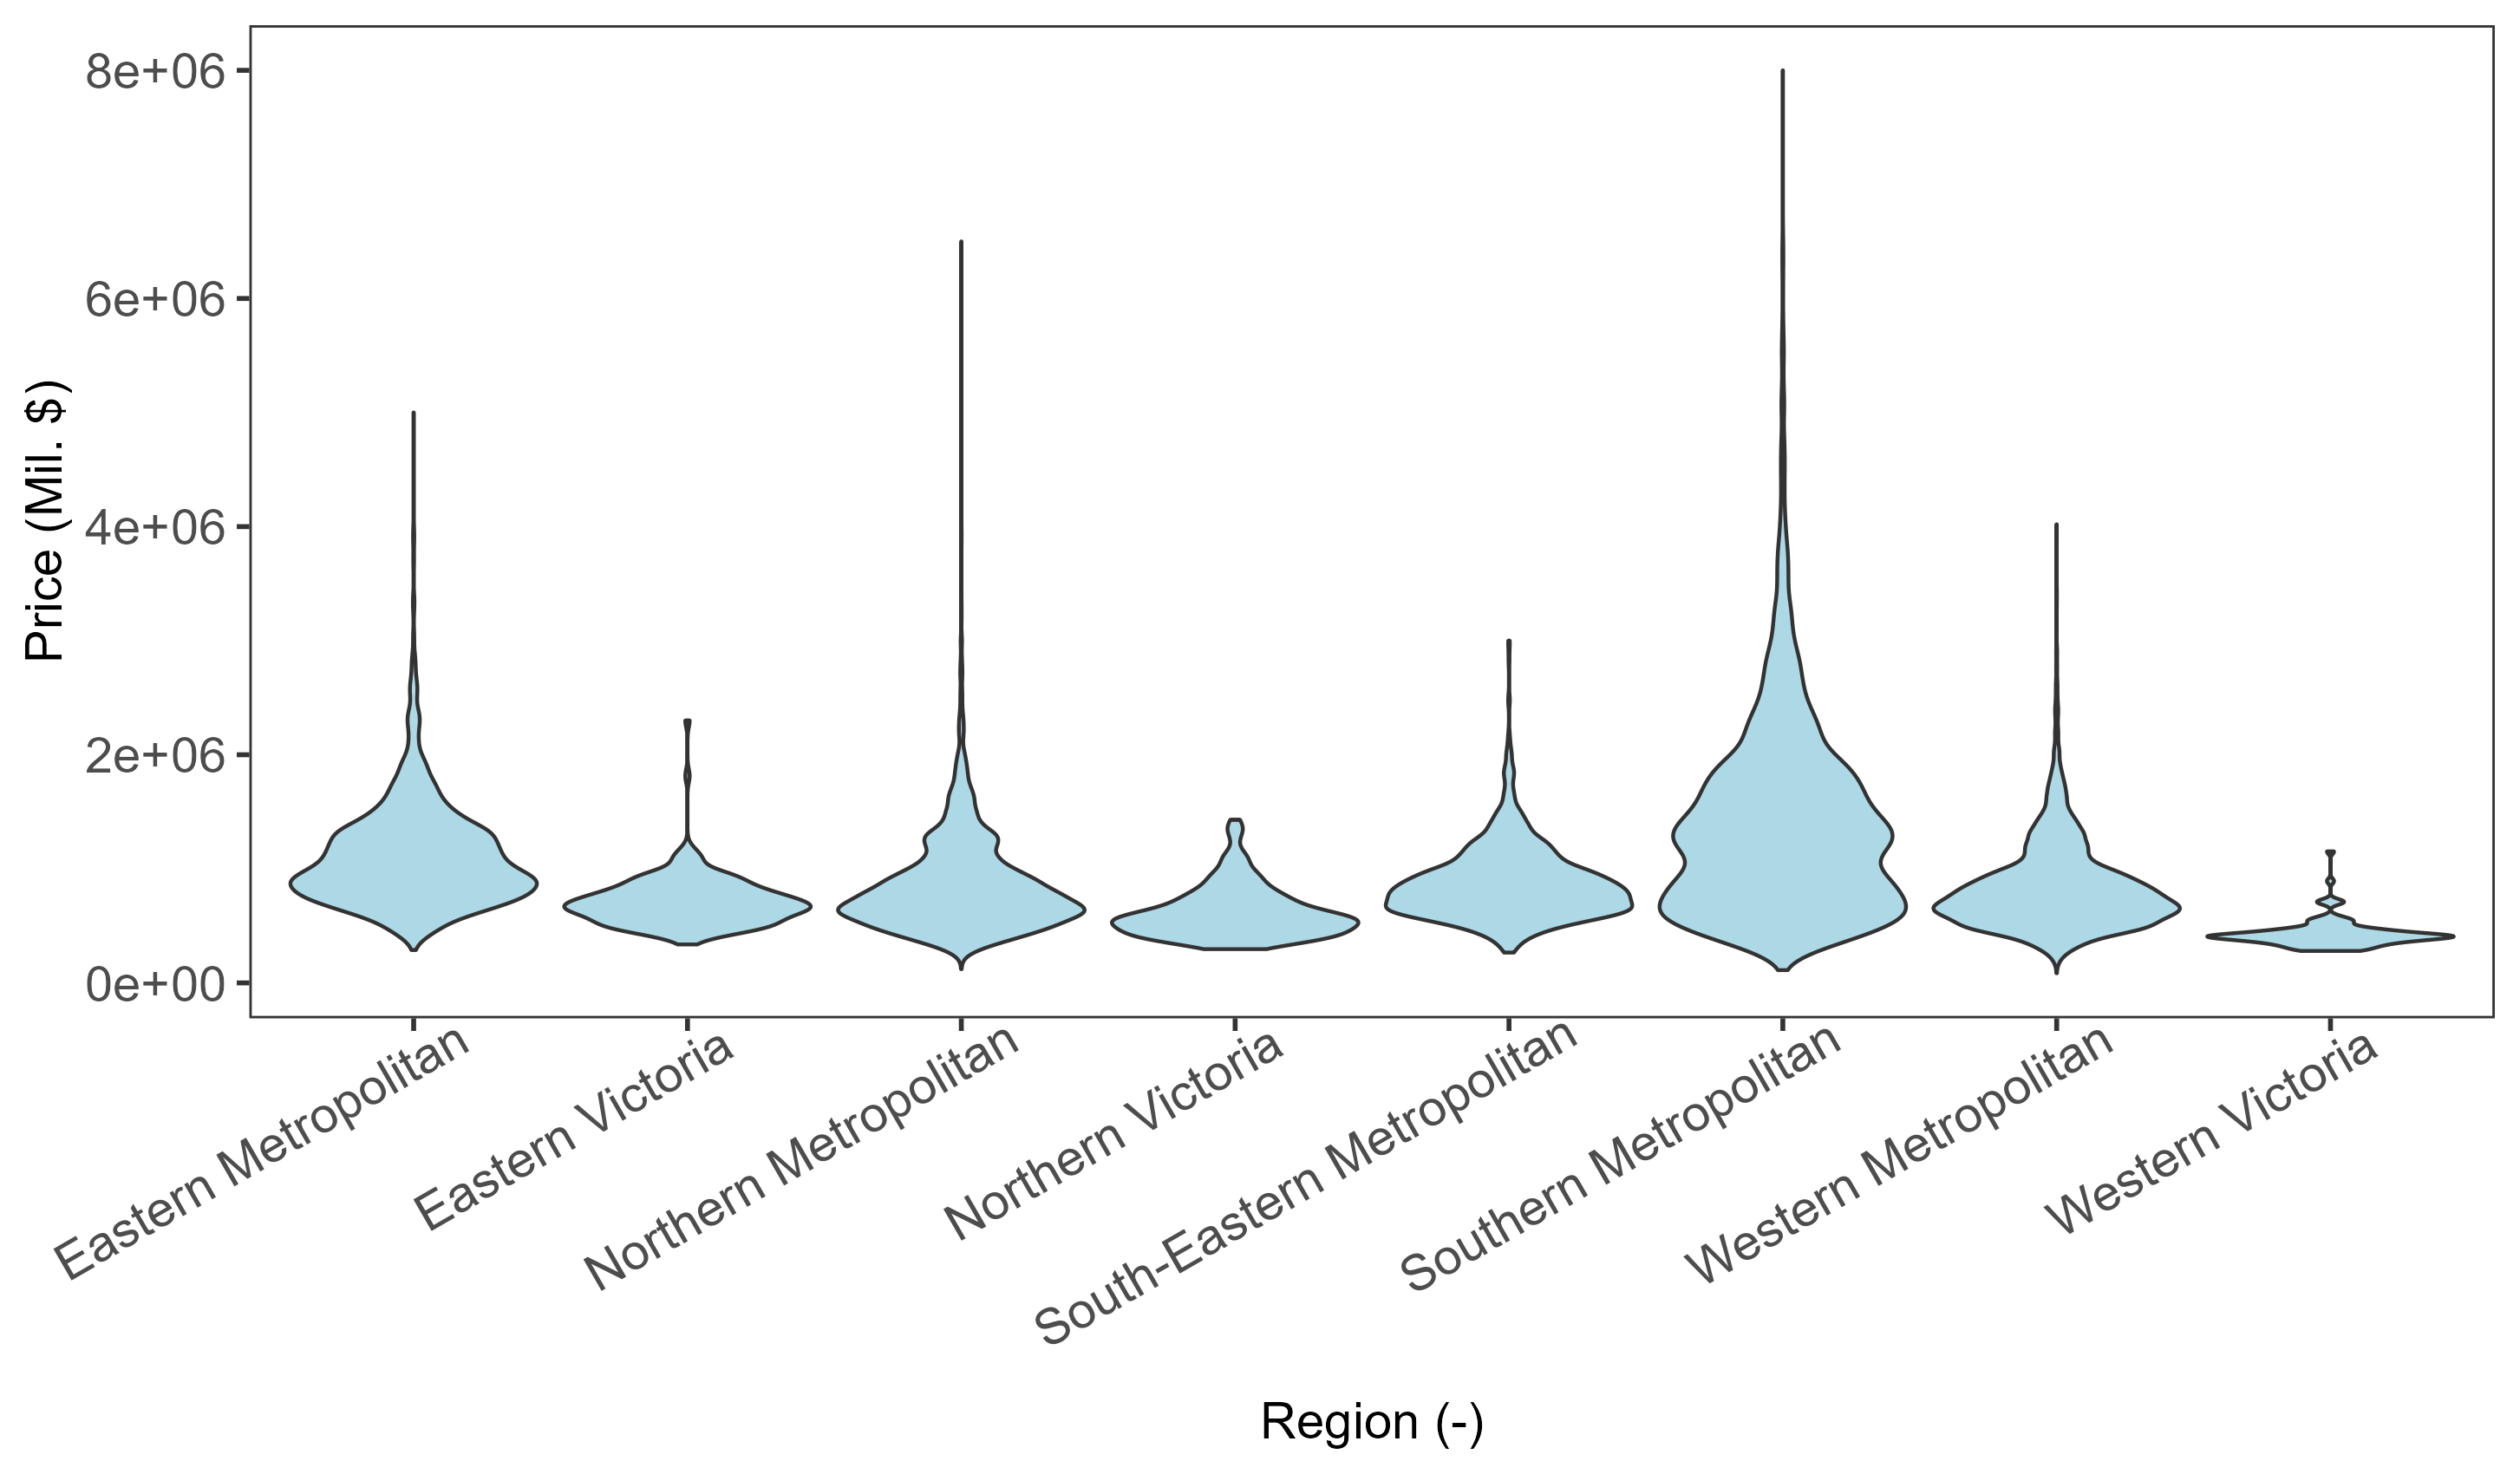 Price (Mil. $)
8e+06
6e+06
4e+06
2e+06
0e+00
Eastern Metropolitan
Eastern Victoria
Northern Metropolitan
Northern Victoria
South-Eastern Metropolitan
Southern Metropolitan
Western Metropolitan
Western Victoria
Region (-)